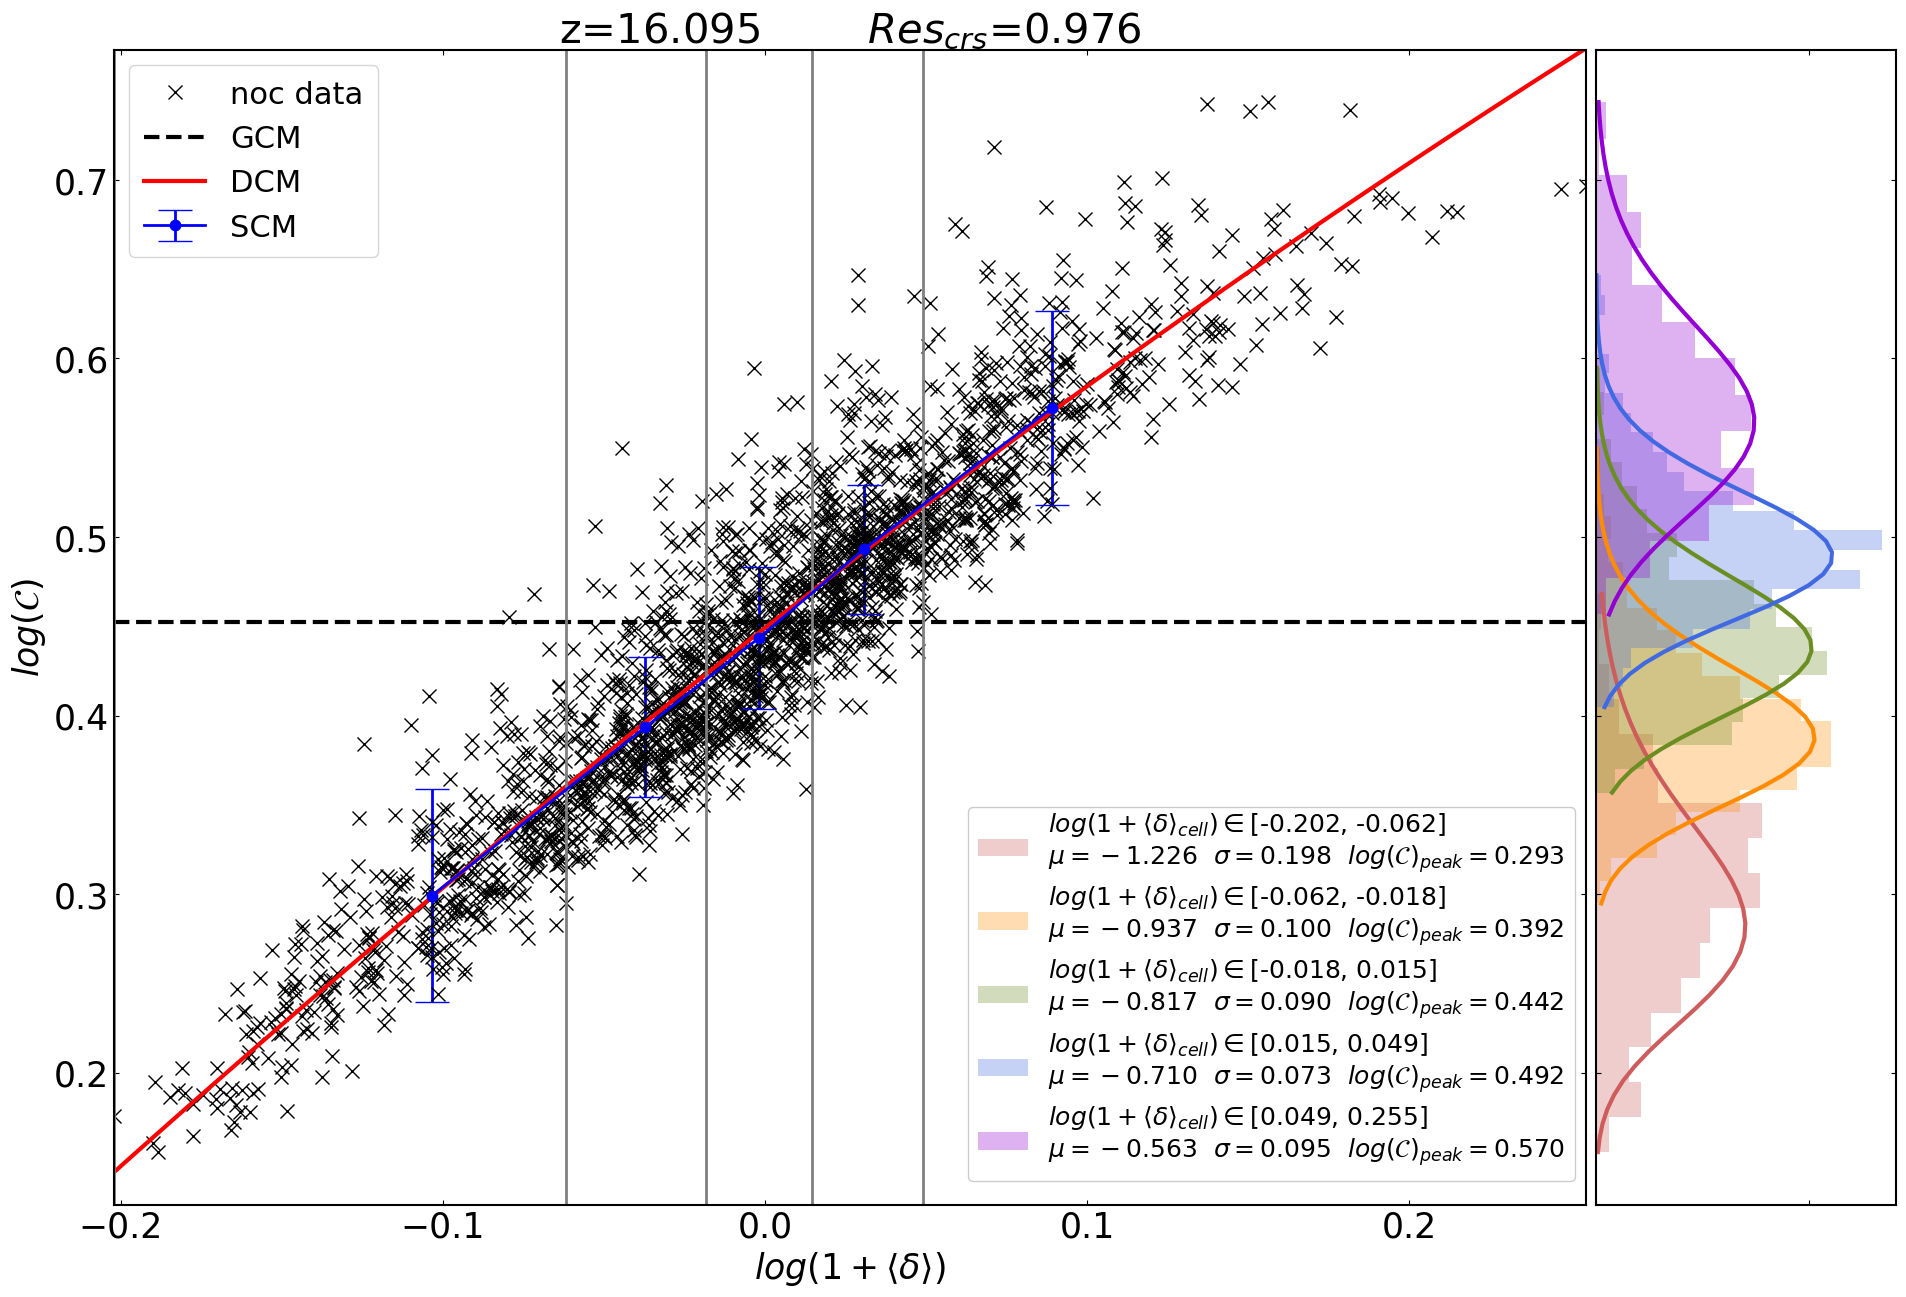 z=16.095 Res_crs=0.976
noc data
GCM
DCM
SCM
0.7
0.6
0.5
0.4
0.3
0.2
log(𝒞)
log(1 + ⟨δ⟩_cell) ∈ [-0.202, -0.062]
μ = −1.226 σ = 0.198 log(𝒞)_peak = 0.293
log(1 + ⟨δ⟩_cell) ∈ [-0.062, -0.018]
μ = −0.937 σ = 0.100 log(𝒞)_peak = 0.392
log(1 + ⟨δ⟩_cell) ∈ [-0.018, 0.015]
μ = −0.817 σ = 0.090 log(𝒞)_peak = 0.442
log(1 + ⟨δ⟩_cell) ∈ [0.015, 0.049]
μ = −0.710 σ = 0.073 log(𝒞)_peak = 0.492
log(1 + ⟨δ⟩_cell) ∈ [0.049, 0.255]
μ = −0.563 σ = 0.095 log(𝒞)_peak = 0.570
−0.2 −0.1 0.0 0.1 0.2
log(1 + ⟨δ⟩)